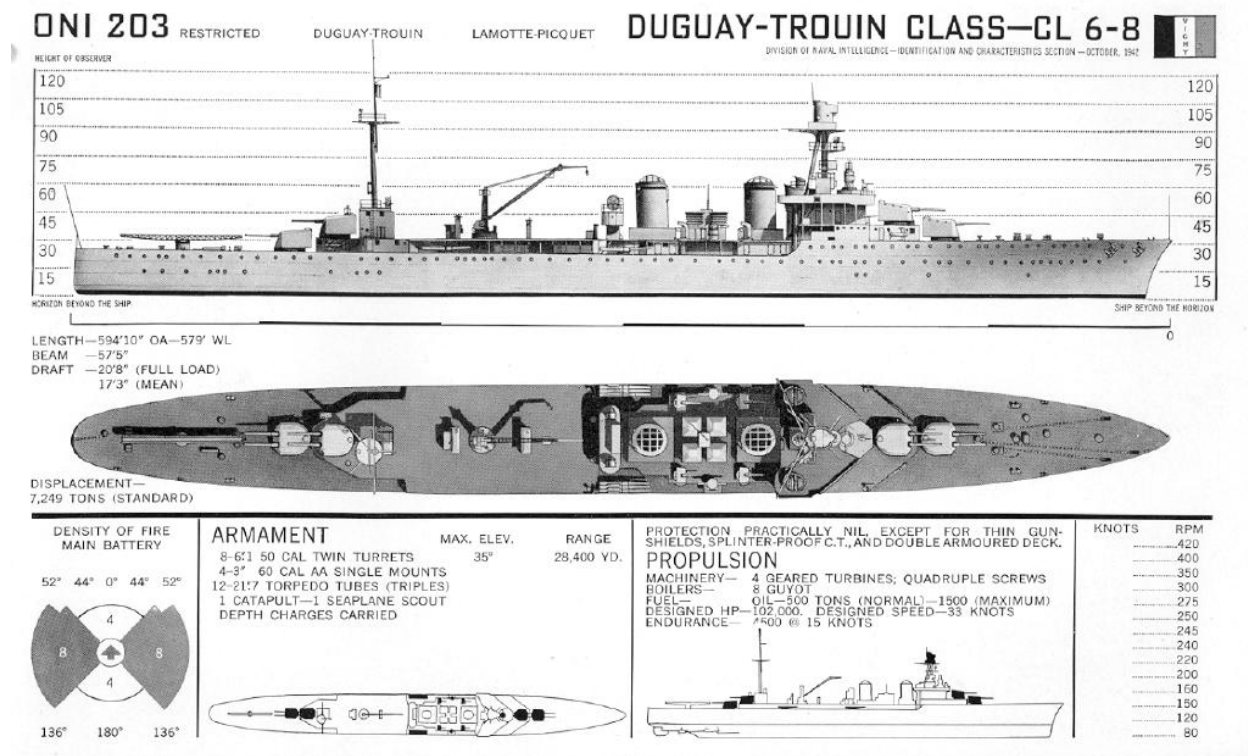 ONI 203 RESTRICTED DUGUAY-TROUIN LAMOTTE-PICQUET DUGUAY-TROUIN CLASS—CL 6-8
VICHY
DIVISION OF NAVAL INTELLIGENCE—IDENTIFICATION AND CHARACTERISTICS SECTION—OCTOBER, 1942
HEIGHT OF OBSERVER
120 120
105 105
90 90
75 75
60 60
45 45
30 30
15 15
HORIZON BEYOND THE SHIP SHIP BEYOND THE HORIZON
0
LENGTH—594'10" OA—579' WL
BEAM —57'5"
DRAFT —20'8" (FULL LOAD)
17'3" (MEAN)
DISPLACEMENT—
7,249 TONS (STANDARD)
DENSITY OF FIRE
MAIN BATTERY
52° 44° 0° 44° 52°
4
8 8
4
136° 180° 136°
ARMAMENT MAX. ELEV. RANGE
8-6"1 50 CAL TWIN TURRETS 35° 28,400 YD.
4-3" 60 CAL AA SINGLE MOUNTS
12-21"7 TORPEDO TUBES (TRIPLES)
1 CATAPULT—1 SEAPLANE SCOUT
DEPTH CHARGES CARRIED
PROTECTION PRACTICALLY NIL, EXCEPT FOR THIN GUN-
SHIELDS, SPLINTER-PROOF C.T., AND DOUBLE ARMOURED DECK.
PROPULSION
MACHINERY— 4 GEARED TURBINES; QUADRUPLE SCREWS
BOILERS— 8 GUYOT
FUEL— OIL—500 TONS (NORMAL)—1500 (MAXIMUM)
DESIGNED HP—102,000. DESIGNED SPEED—33 KNOTS
ENDURANCE— 4500 @ 15 KNOTS
KNOTS RPM
420
400
350
300
275
250
245
240
220
200
160
150
120
80